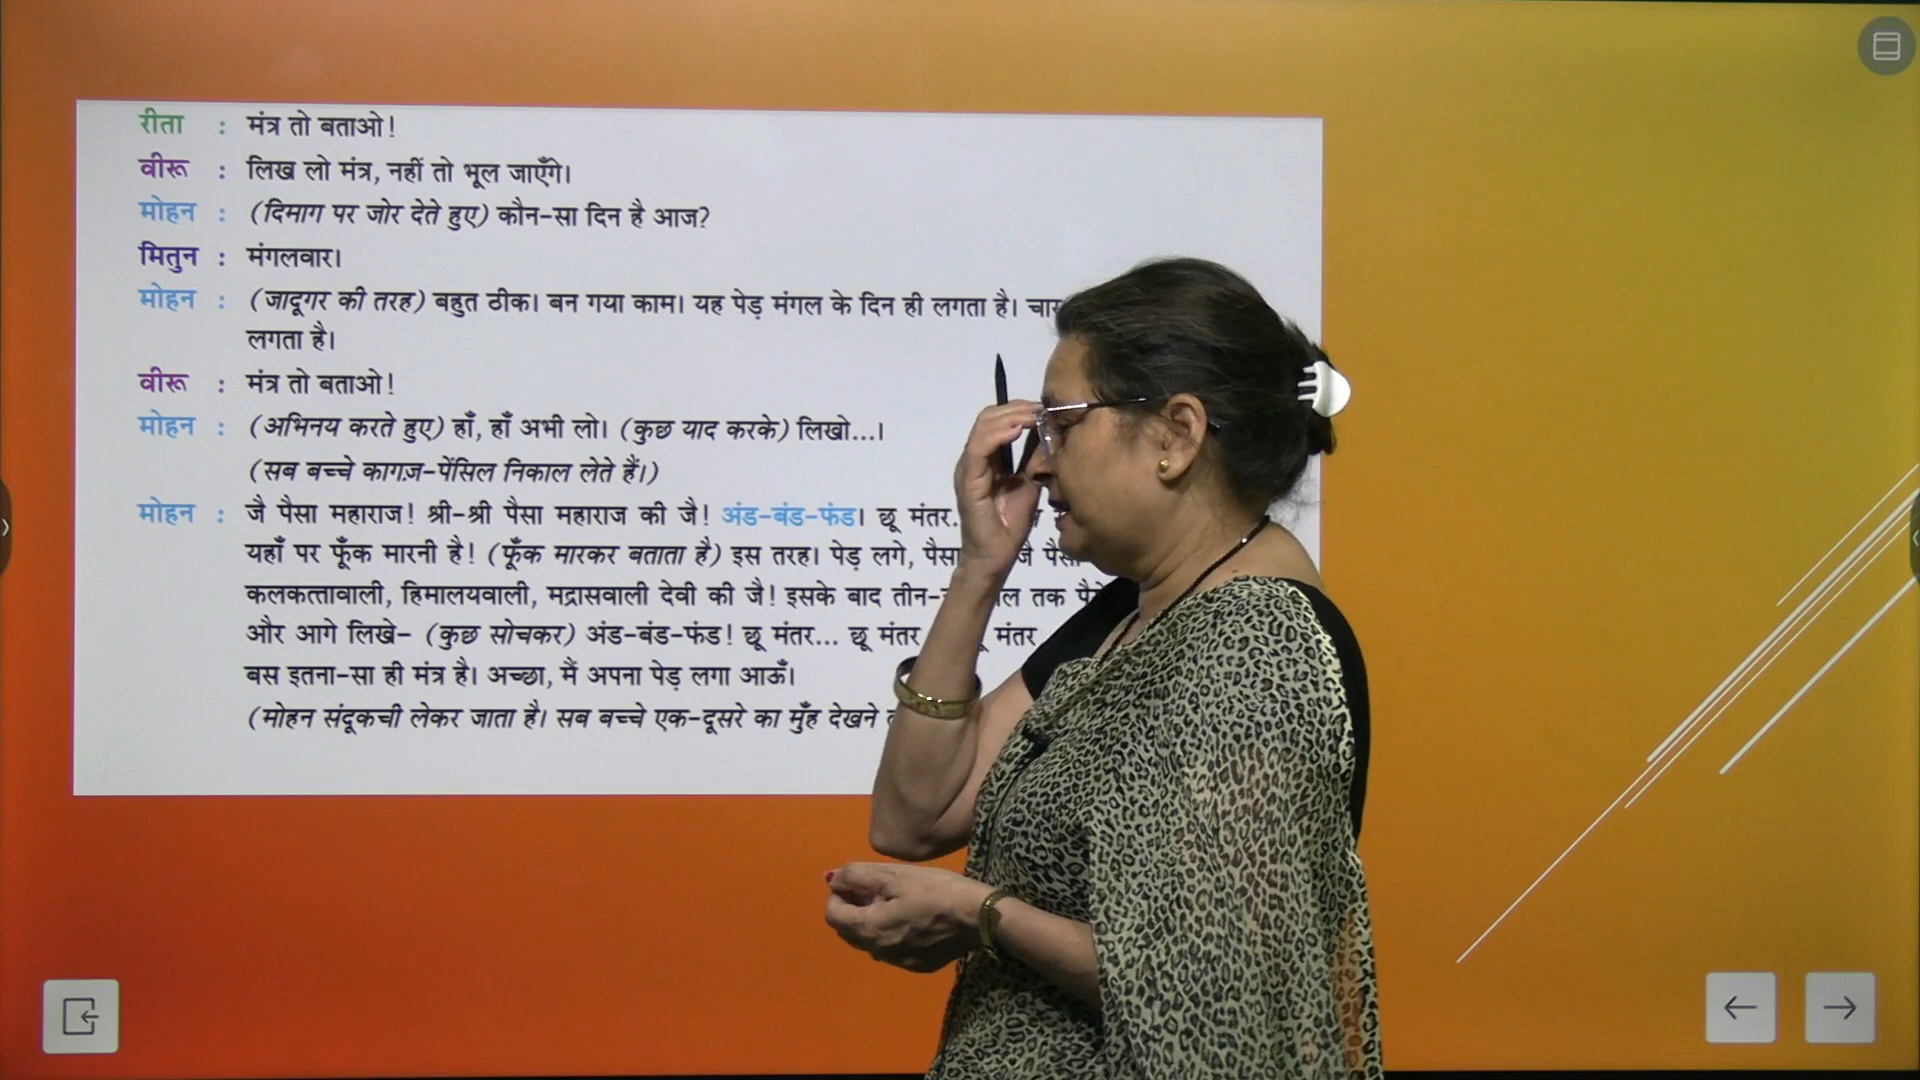 रीता : मंत्र तो बताओ!
वीरू : लिख लो मंत्र, नहीं तो भूल जाएँगे।
मोहन : (दिमाग पर जोर देते हुए) कौन-सा दिन है आज?
मितुन : मंगलवार।
मोहन : (जादूगर की तरह) बहुत ठीक। बन गया काम। यह पेड़ मंगल के दिन ही लगता है।
लगता है।
वीरू : मंत्र तो बताओ!
मोहन : (अभिनय करते हुए) हाँ, हाँ अभी लो। (कुछ याद करके) लिखो...।
(सब बच्चे कागज़-पेंसिल निकाल लेते हैं।)
मोहन : जै पैसा महाराज! श्री-श्री पैसा महाराज की जै! अंड-बंड-फंड। छू मंतर.
यहाँ पर फूँक मारनी है! (फूँक मारकर बताता है) इस तरह। पेड़ लगे, पैसा जै
कलकत्तावाली, हिमालयवाली, मद्रासवाली देवी की जै! इसके बाद तीन- तक
और आगे लिखे- (कुछ सोचकर) अंड-बंड-फंड! छू मंतर... छू मंतर मंतर
बस इतना-सा ही मंत्र है। अच्छा, मैं अपना पेड़ लगा आऊँ।
(मोहन संदूकची लेकर जाता है। सब बच्चे एक-दूसरे का मुँह देखने